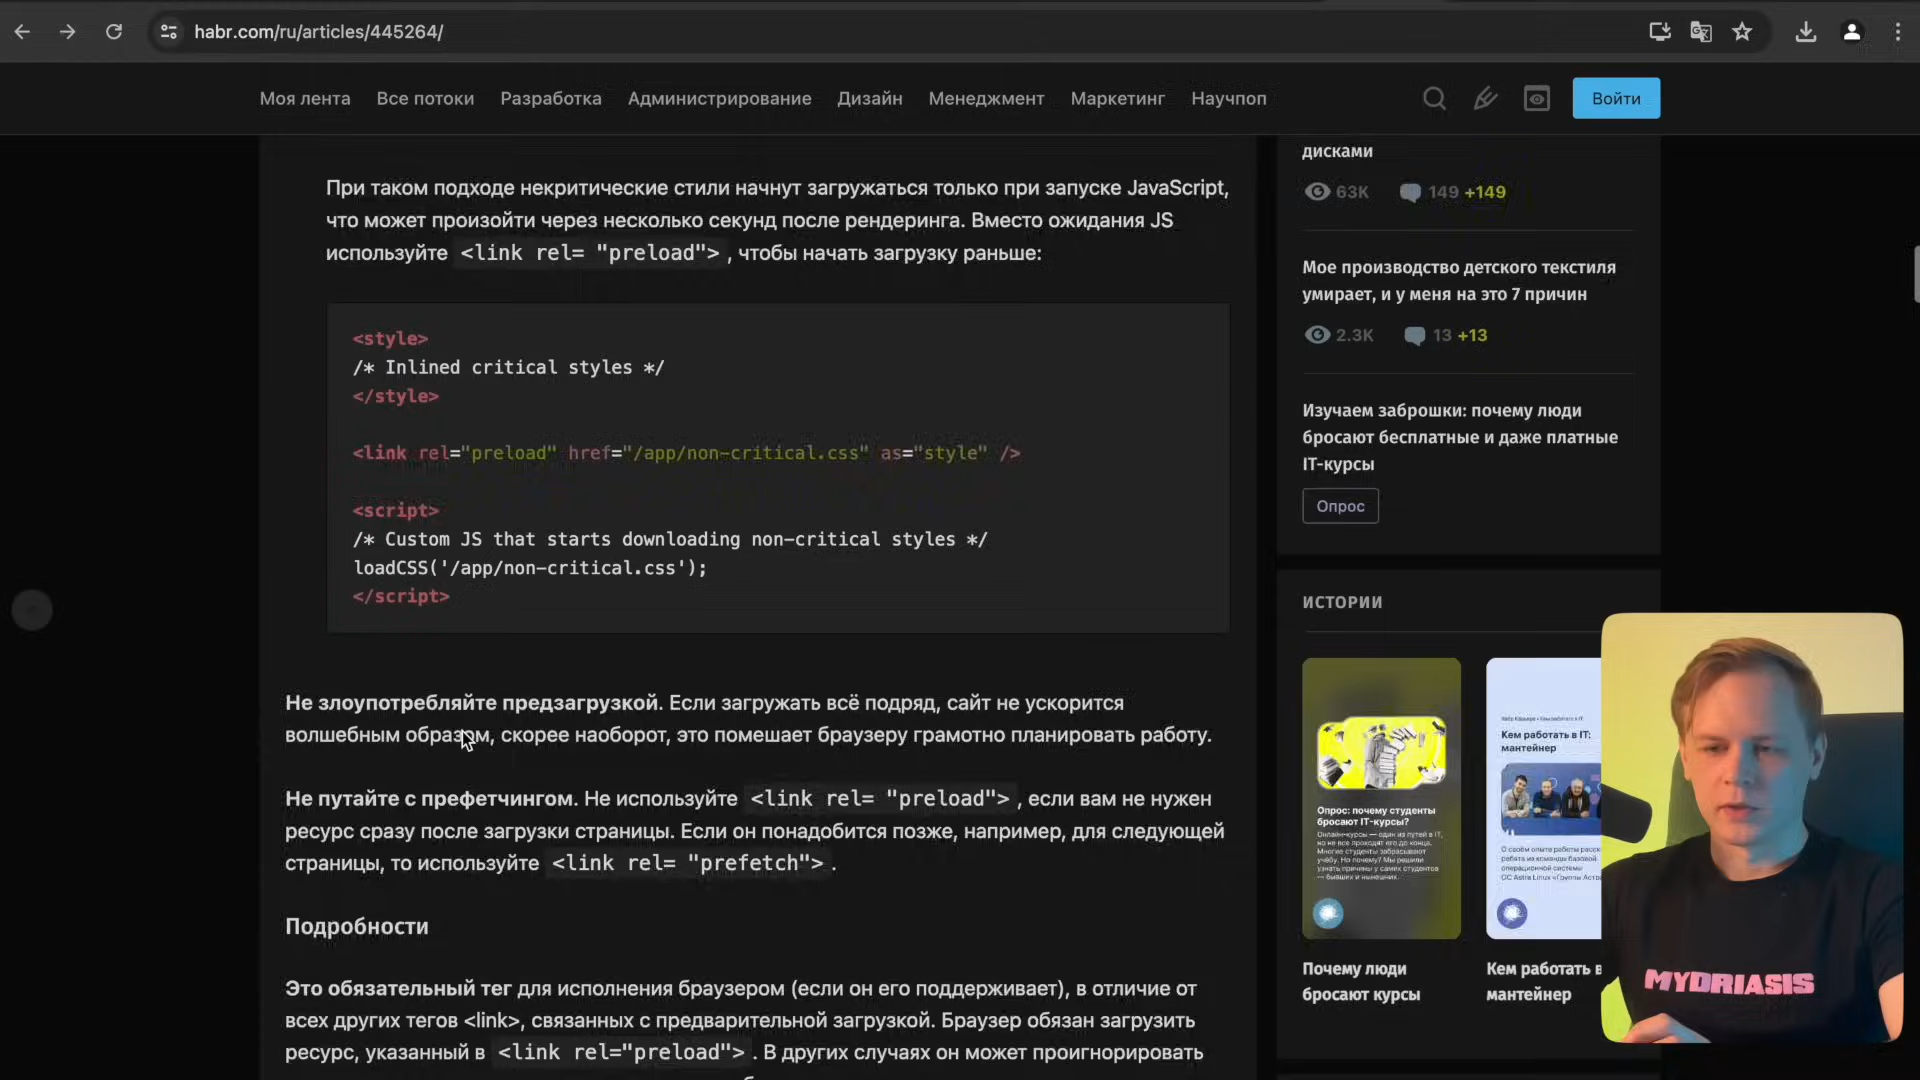 habr.com/ru/articles/445264/
Моя лента Все потоки Разработка Администрирование Дизайн Менеджмент Маркетинг Научпоп Войти
При таком подходе некритические стили начнут загружаться только при запуске JavaScript,
что может произойти через несколько секунд после рендеринга. Вместо ожидания JS
используйте <link rel= "preload"> , чтобы начать загрузку раньше:
<style>
/* Inlined critical styles */
</style>
<link rel="preload" href="/app/non-critical.css" as="style" />
<script>
/* Custom JS that starts downloading non-critical styles */
loadCSS('/app/non-critical.css');
</script>
Не злоупотребляйте предзагрузкой. Если загружать всё подряд, сайт не ускорится
волшебным образом, скорее наоборот, это помешает браузеру грамотно планировать работу.
Не путайте с префетчингом. Не используйте <link rel= "preload"> , если вам не нужен
ресурс сразу после загрузки страницы. Если он понадобится позже, например, для следующей
страницы, то используйте <link rel= "prefetch"> .
Подробности
Это обязательный тег для исполнения браузером (если он его поддерживает), в отличие от
всех других тегов <link>, связанных с предварительной загрузкой. Браузер обязан загрузить
ресурс, указанный в <link rel="preload"> . В других случаях он может проигнорировать
дисками
63K 149 +149
Мое производство детского текстиля
умирает, и у меня на это 7 причин
2.3K 13 +13
Изучаем заброшки: почему люди
бросают бесплатные и даже платные
IT-курсы
Опрос
ИСТОРИИ
Опрос: почему студенты
бросают IT-курсы?
Кем работать в IT:
мантейнер
Почему люди
бросают курсы
Кем работать в
мантейнер
MYDRIASIS